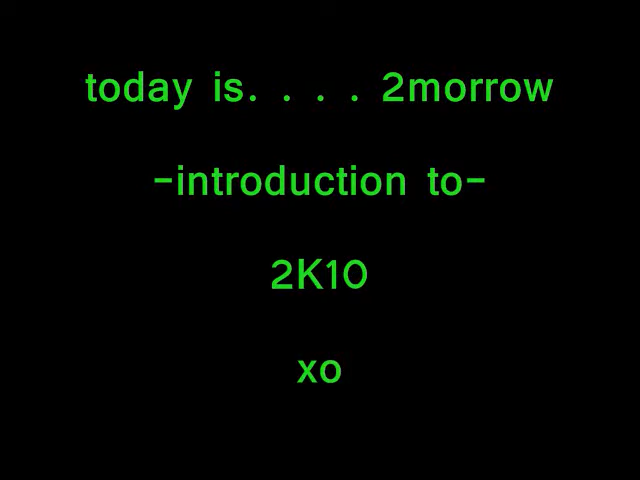 today is. . . . 2morrow
-introduction to-
2K10
xo